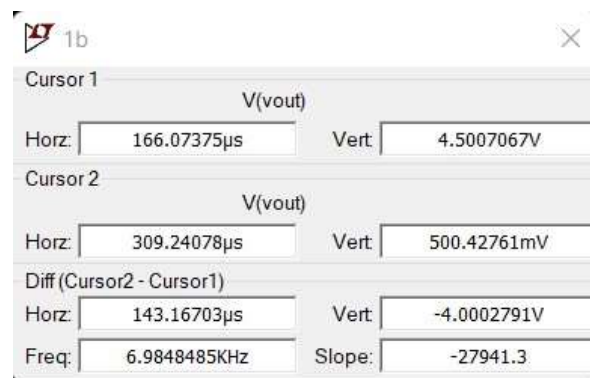 1b
Cursor 1
V(vout)
Horz: 166.07375µs Vert: 4.5007067V
Cursor 2
V(vout)
Horz: 309.24078µs Vert: 500.42761mV
Diff (Cursor2 - Cursor1)
Horz: 143.16703µs Vert: -4.0002791V
Freq: 6.9848485KHz Slope: -27941.3